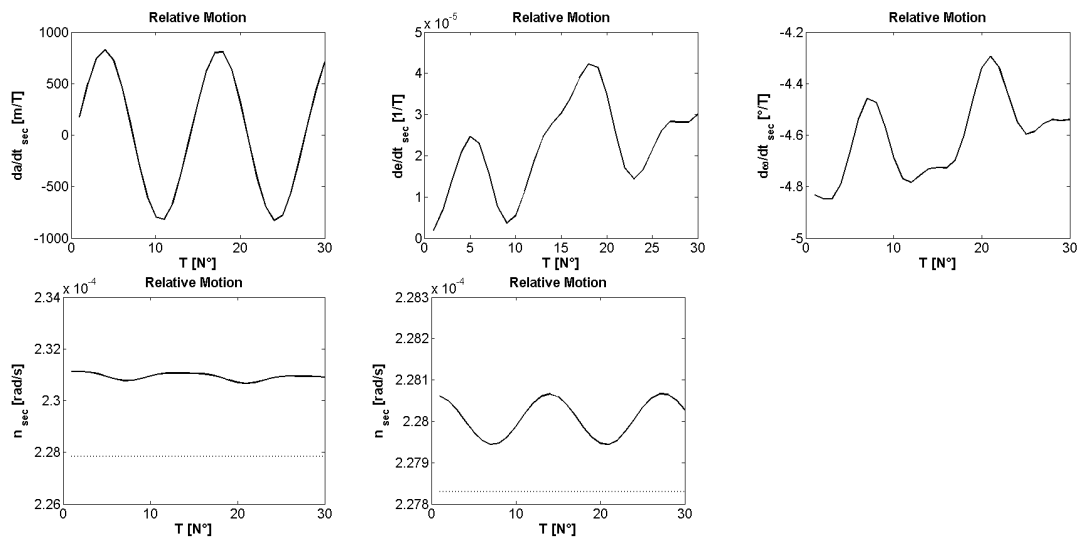 Relative Motion
1000
500
0
-500
-1000
0 10 20 30
da/dt sec [m/T]
T [N°]
Relative Motion
x 10⁻⁵
5
4
3
2
1
0
0 5 10 15 20 25 30
de/dt sec [1/T]
T [N°]
Relative Motion
-4.2
-4.4
-4.6
-4.8
-5
0 10 20 30
dω/dt sec [°/T]
T [N°]
Relative Motion
x 10⁻⁴
2.34
2.32
2.3
2.28
2.26
0 10 20 30
n sec [rad/s]
T [N°]
Relative Motion
x 10⁻⁴
2.283
2.282
2.281
2.28
2.279
2.278
0 10 20 30
n sec [rad/s]
T [N°]